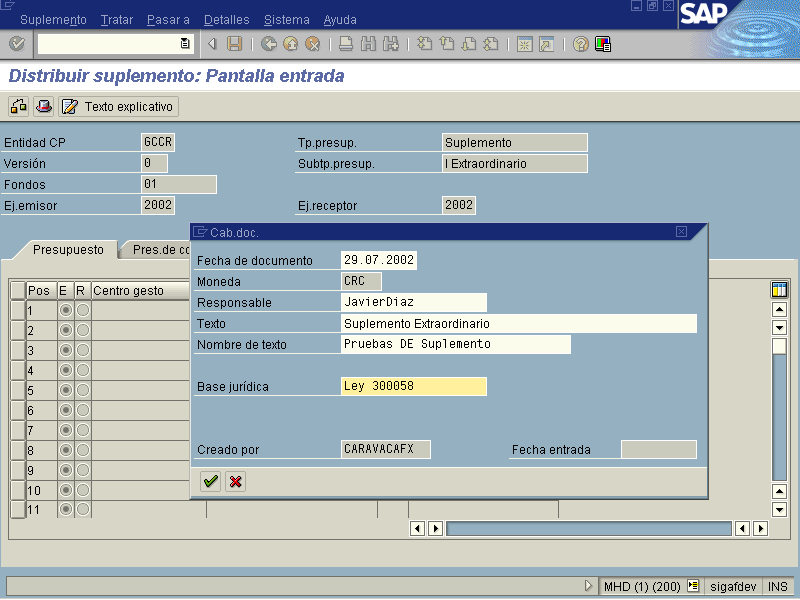 Suplemento Tratar Pasar a Detalles Sistema Ayuda
SAP
Distribuir suplemento: Pantalla entrada
Texto explicativo
Entidad CP GCCR Tp.presup. Suplemento
Versión 0 Subtp.presup. I Extraordinario
Fondos 01
Ej.emisor 2002 Ej.receptor 2002
Cab.doc.
Presupuesto Pres.de co
Fecha de documento 29.07.2002
Moneda CRC
Responsable JavierDiaz
Texto Suplemento Extraordinario
Nombre de texto Pruebas DE Suplemento
Base jurídica Ley 300058
Creado por CARAVACAFX Fecha entrada
Pos E R Centro gesto
1
2
3
4
5
6
7
8
9
10
11
MHD (1) (200) sigafdev INS